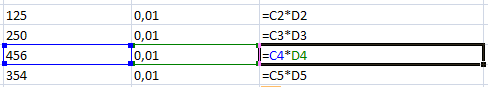 125 0,01 =C2*D2
250 0,01 =C3*D3
456 0,01 =C4*D4
354 0,01 =C5*D5